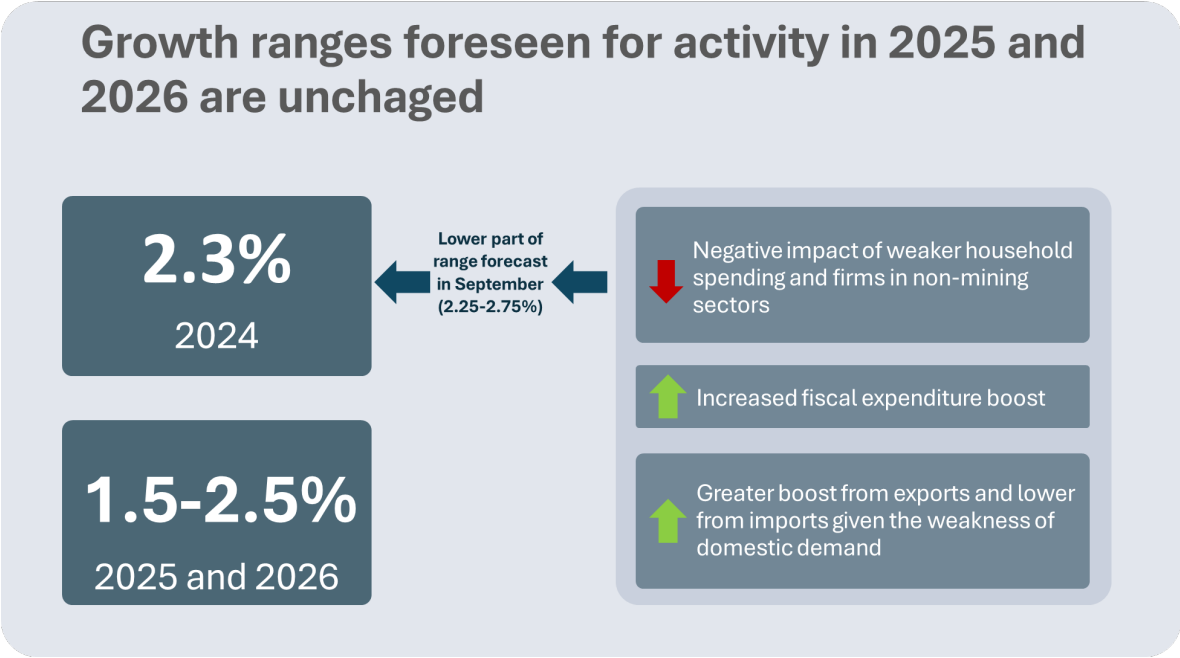 Growth ranges foreseen for activity in 2025 and
2026 are unchaged
2.3%
2024
Lower part of
range forecast
in September
(2.25-2.75%)
Negative impact of weaker household
spending and firms in non-mining
sectors
Increased fiscal expenditure boost
Greater boost from exports and lower
from imports given the weakness of
domestic demand
1.5-2.5%
2025 and 2026